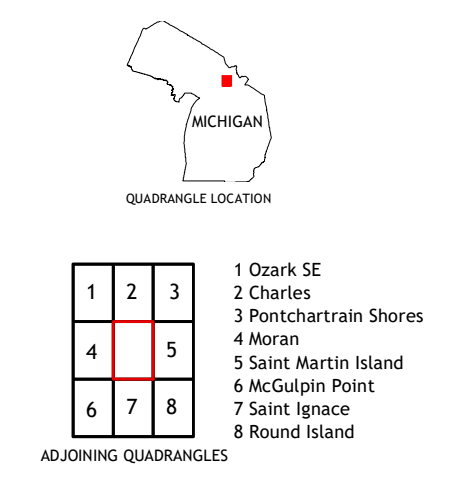 MICHIGAN
QUADRANGLE LOCATION
1 2 3
4 5
6 7 8
ADJOINING QUADRANGLES
1 Ozark SE
2 Charles
3 Pontchartrain Shores
4 Moran
5 Saint Martin Island
6 McGulpin Point
7 Saint Ignace
8 Round Island